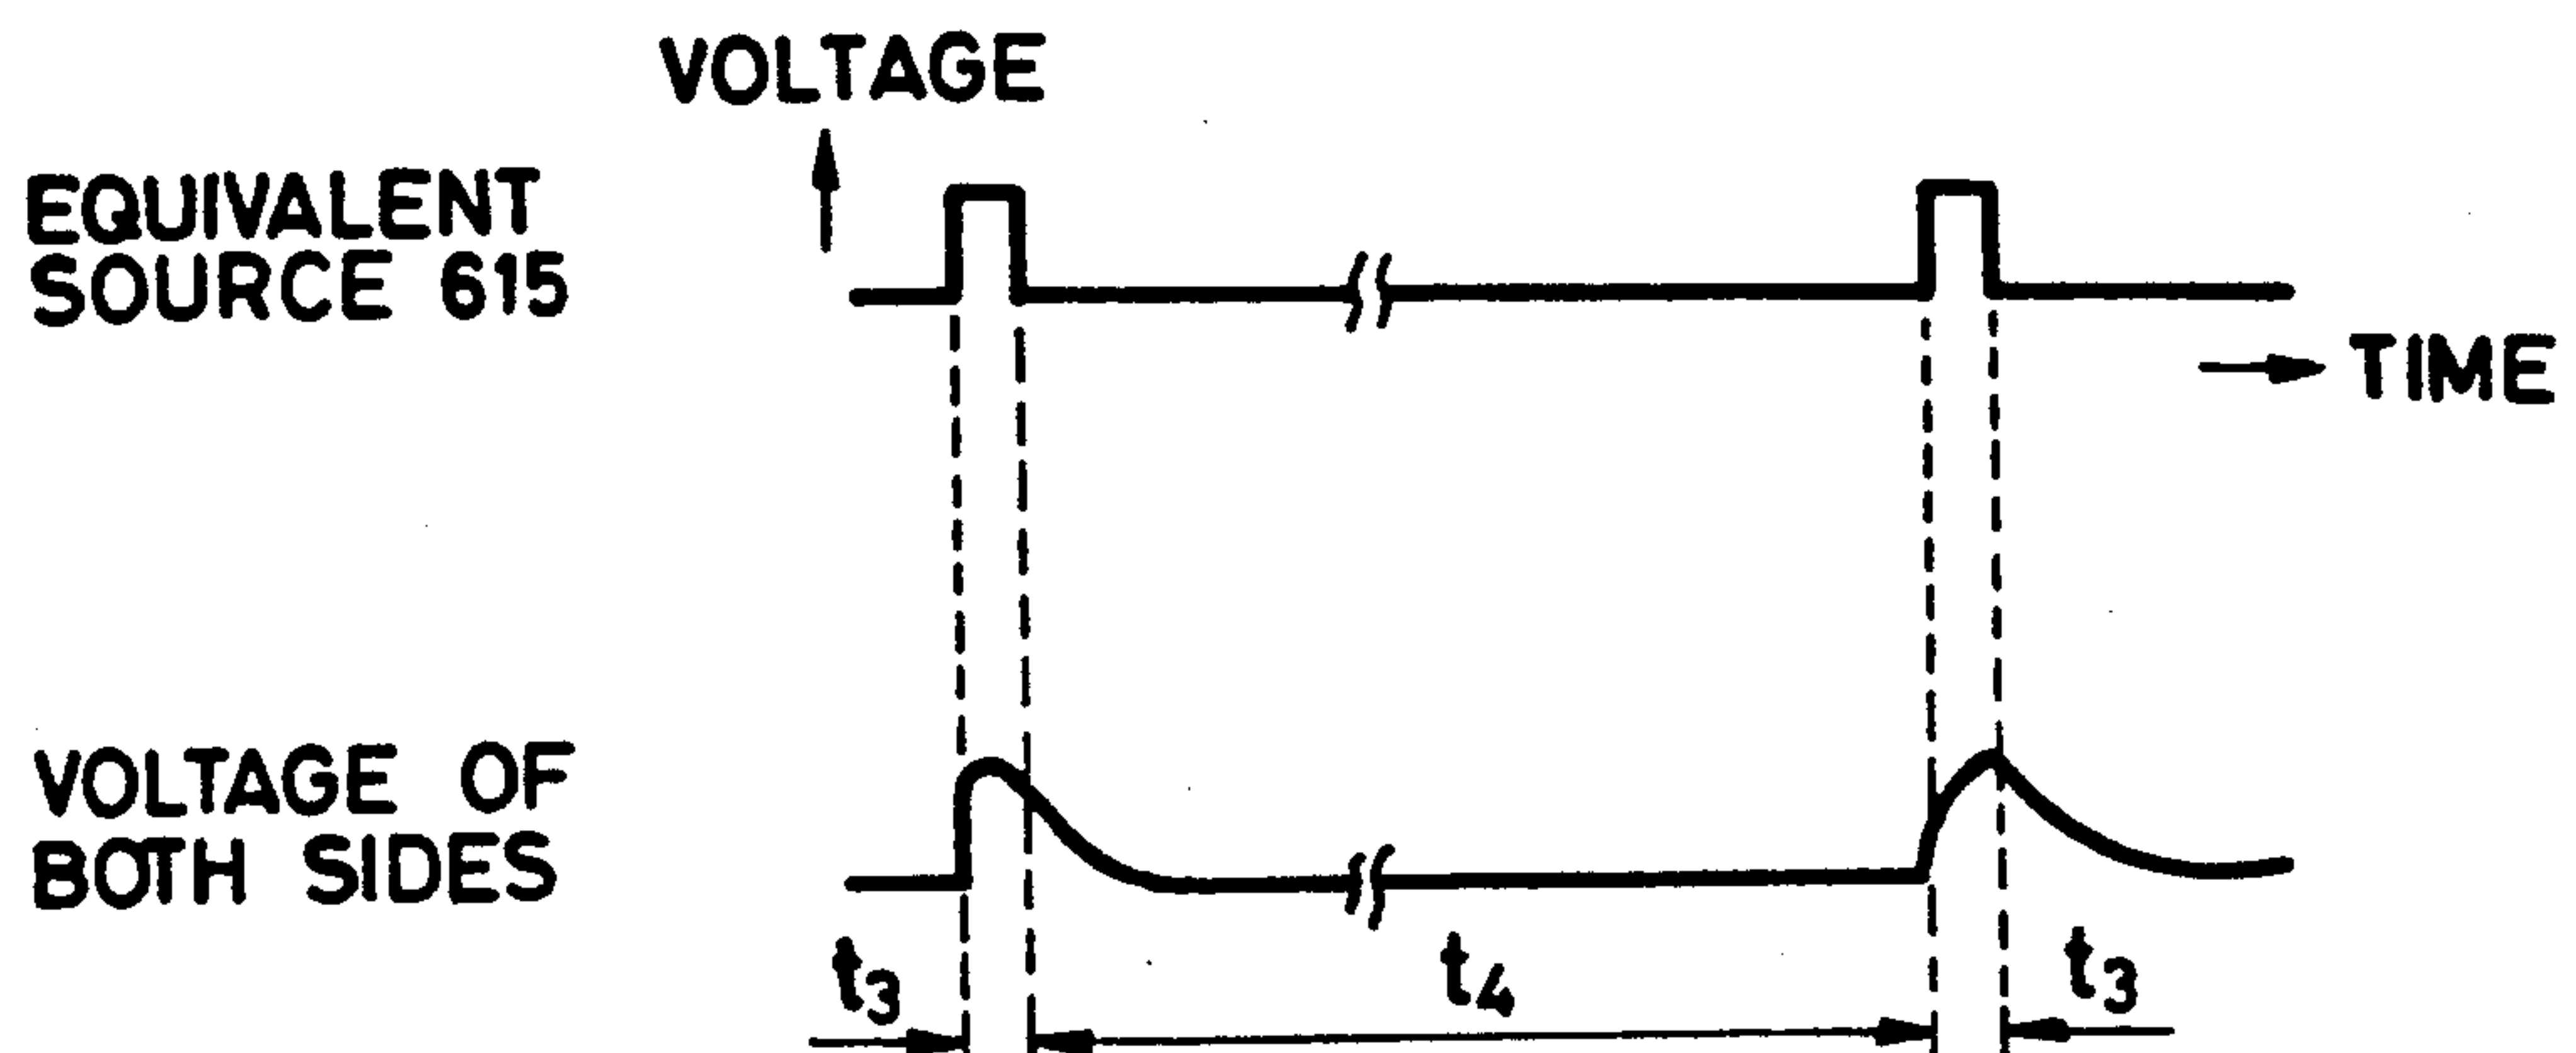 VOLTAGE
EQUIVALENT
SOURCE 615
TIME
VOLTAGE OF
BOTH SIDES
t3 t4 t3